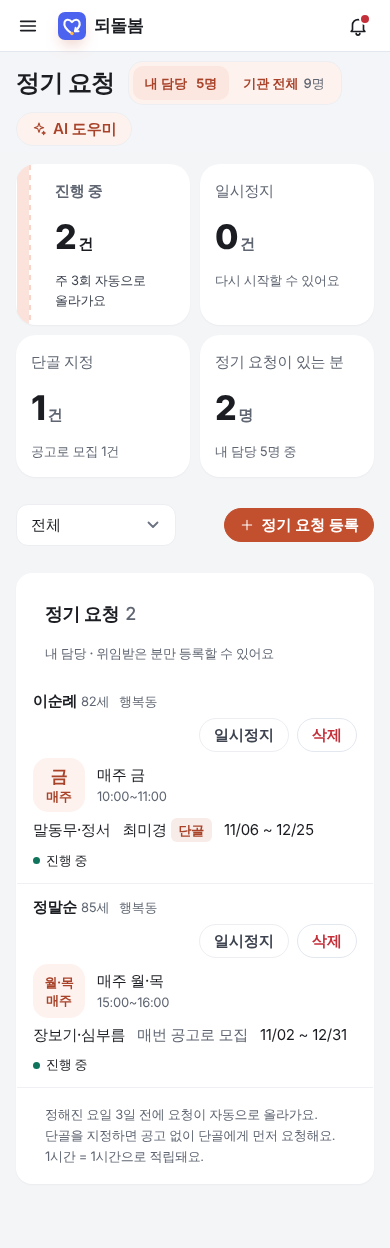 되돌봄
정기 요청
내 담당 5명
기관 전체 9명
AI 도우미
진행 중
2건
주 3회 자동으로
올라가요
일시정지
0건
다시 시작할 수 있어요
단골 지정
1건
공고로 모집 1건
정기 요청이 있는 분
2명
내 담당 5명 중
전체
+ 정기 요청 등록
정기 요청 2
내 담당 · 위임받은 분만 등록할 수 있어요
이순례 82세 행복동
일시정지 삭제
금
매주
매주 금
10:00~11:00
말동무·정서 최미경 단골 11/06 ~ 12/25
진행 중
정말순 85세 행복동
일시정지 삭제
월·목
매주
매주 월·목
15:00~16:00
장보기·심부름 매번 공고로 모집 11/02 ~ 12/31
진행 중
정해진 요일 3일 전에 요청이 자동으로 올라가요.
단골을 지정하면 공고 없이 단골에게 먼저 요청해요.
1시간 = 1시간으로 적립돼요.